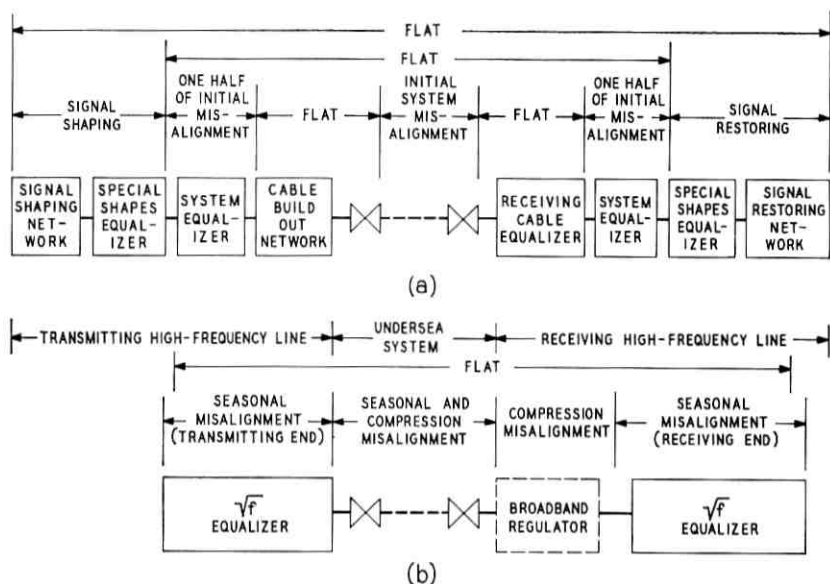 FLAT
FLAT
SIGNAL
SHAPING
ONE HALF
OF INITIAL
MIS-
ALIGNMENT
FLAT
INITIAL
SYSTEM
MIS-
ALIGNMENT
FLAT
ONE HALF
OF INITIAL
MIS-
ALIGNMENT
SIGNAL
RESTORING
SIGNAL
SHAPING
NET-
WORK
SPECIAL
SHAPES
EQUAL-
IZER
SYSTEM
EQUAL-
IZER
CABLE
BUILD
OUT
NETWORK
RECEIVING
CABLE
EQUALIZER
SYSTEM
EQUAL-
IZER
SPECIAL
SHAPES
EQUAL-
IZER
SIGNAL
RESTORING
NET-
WORK
(a)
TRANSMITTING HIGH-FREQUENCY LINE
UNDERSEA
SYSTEM
RECEIVING HIGH-FREQUENCY LINE
FLAT
SEASONAL
MISALIGNMENT
(TRANSMITTING END)
SEASONAL AND
COMPRESSION
MISALIGNMENT
COMPRESSION
MISALIGNMENT
SEASONAL
MISALIGNMENT
(RECEIVING END)
√f
EQUALIZER
BROADBAND
REGULATOR
√f
EQUALIZER
(b)